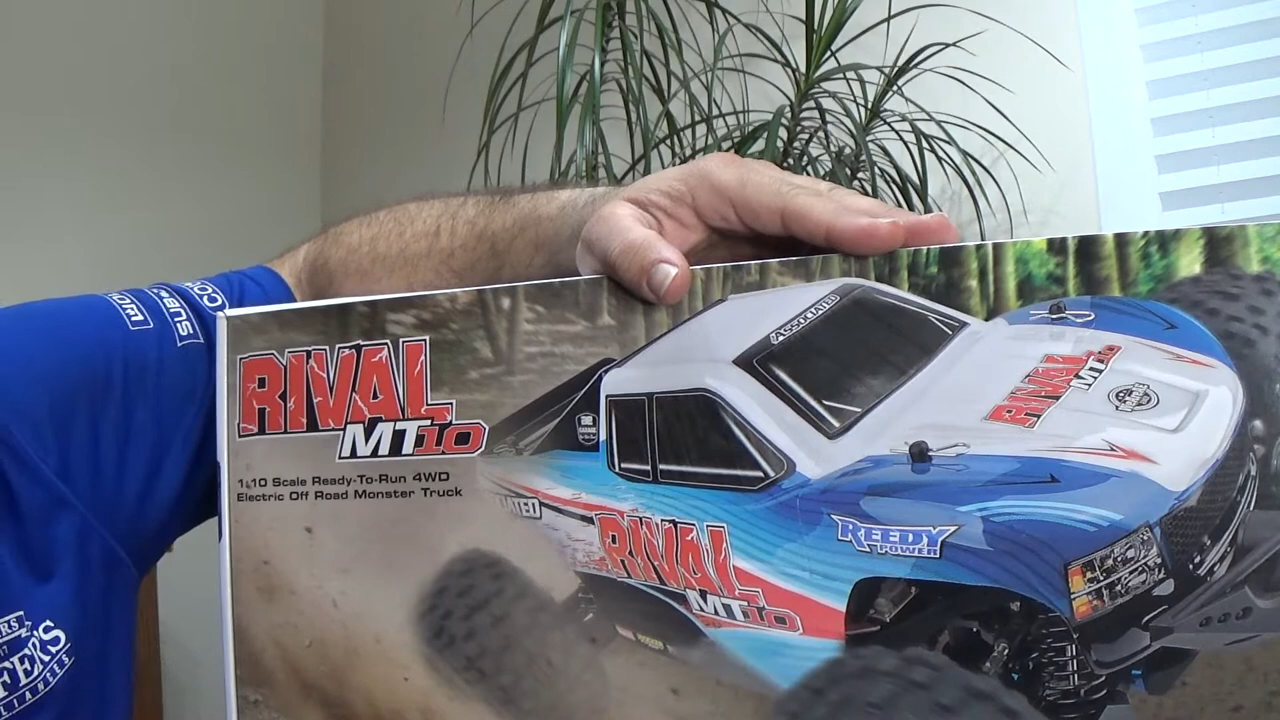 RIVAL
MT10
1:10 Scale Ready-To-Run 4WD
Electric Off Road Monster Truck
ASSOCIATED
RIVAL
MT10
RIVAL
MT10
REEDY
POWER